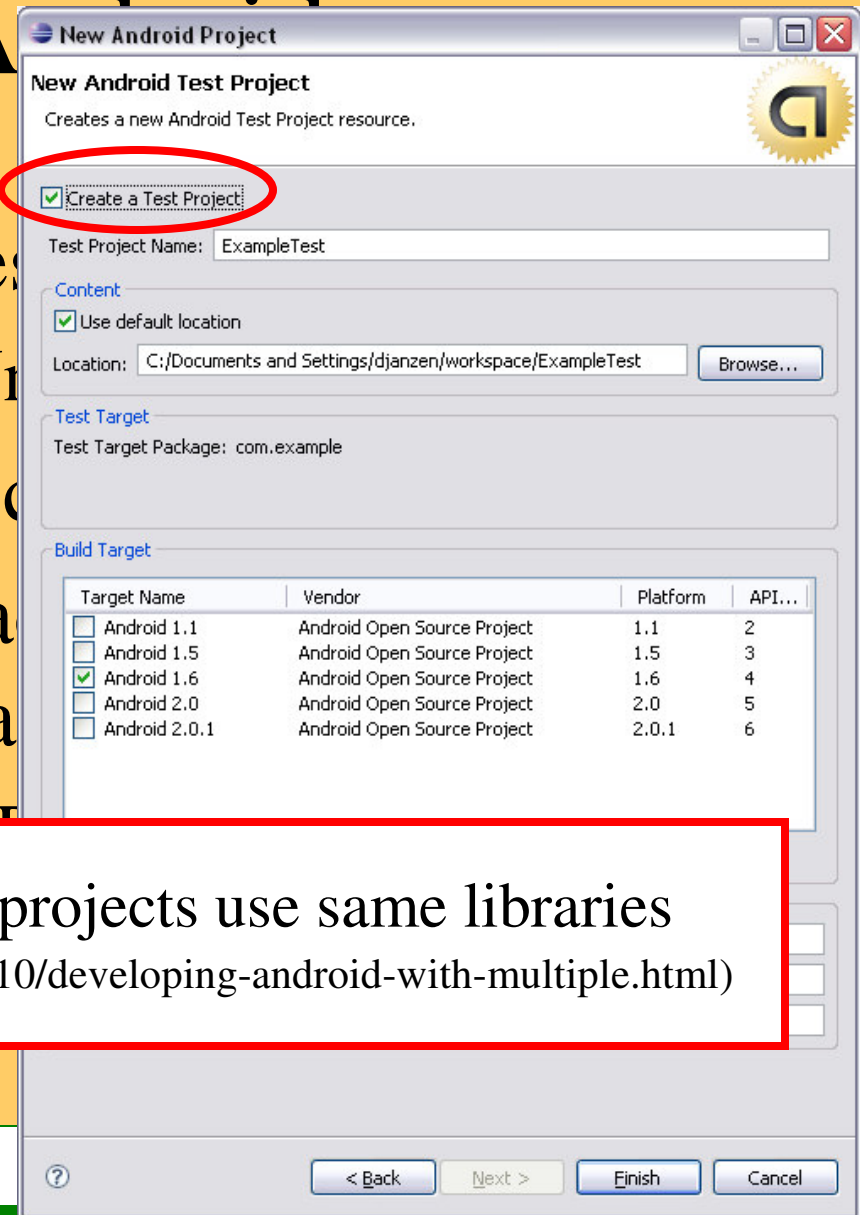 New Android Project
New Android Test Project
Creates a new Android Test Project resource.
Create a Test Project
Test Project Name: ExampleTest
Content
Use default location
Location: C:/Documents and Settings/djanzen/workspace/ExampleTest Browse...
Test Target
Test Target Package: com.example
Build Target
Target Name Vendor Platform API...
Android 1.1 Android Open Source Project 1.1 2
Android 1.5 Android Open Source Project 1.5 3
Android 1.6 Android Open Source Project 1.6 4
Android 2.0 Android Open Source Project 2.0 5
Android 2.0.1 Android Open Source Project 2.0.1 6
projects use same libraries
10/developing-android-with-multiple.html)
< Back Next > Finish Cancel